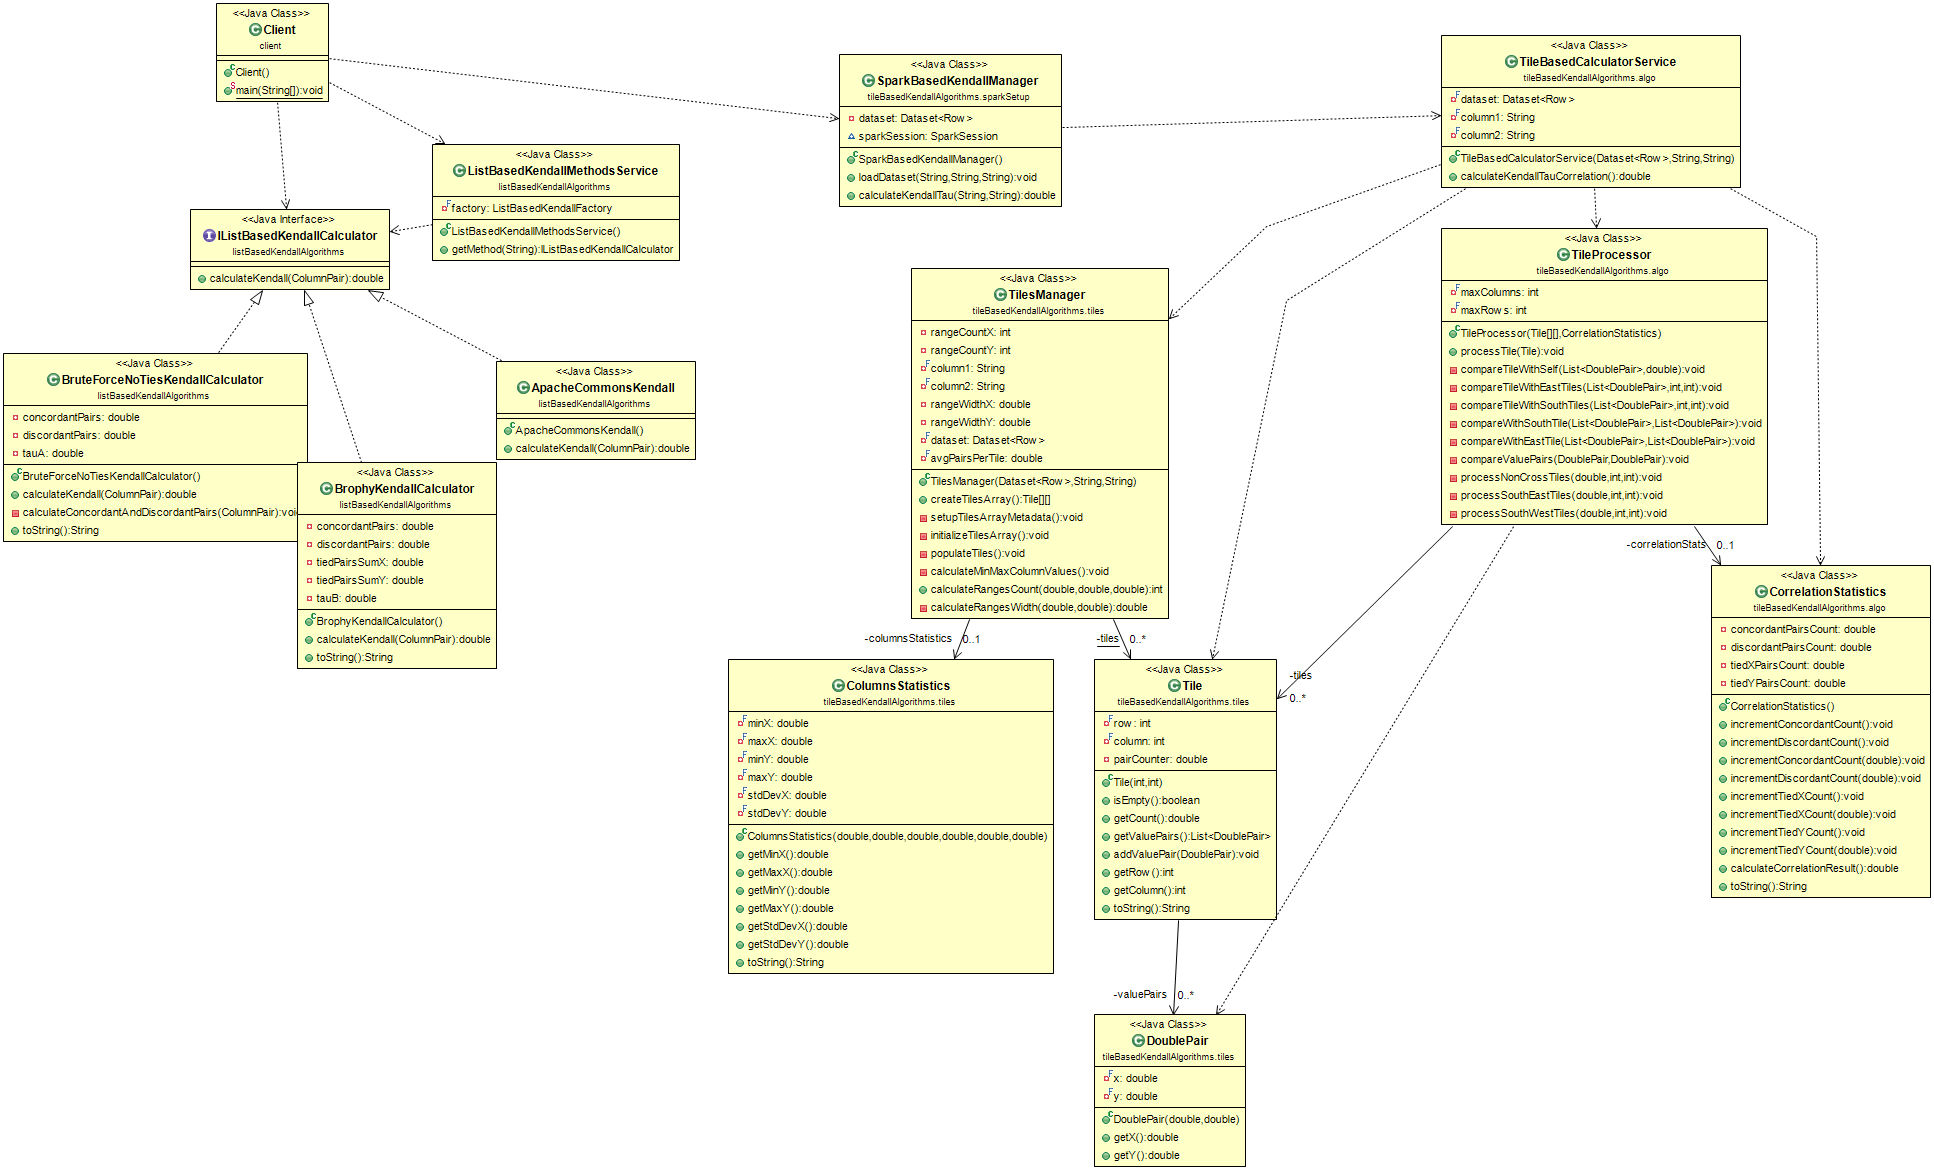 <<Java Class>>
Client
client
Client()
main(String[]):void
<<Java Class>>
SparkBasedKendallManager
tileBasedKendallAlgorithms.sparkSetup
dataset: Dataset<Row>
sparkSession: SparkSession
SparkBasedKendallManager()
loadDataset(String,String,String):void
calculateKendallTau(String,String):double
<<Java Class>>
TileBasedCalculatorService
tileBasedKendallAlgorithms.algo
dataset: Dataset<Row>
column1: String
column2: String
TileBasedCalculatorService(Dataset<Row>,String,String)
calculateKendallTauCorrelation():double
<<Java Class>>
ListBasedKendallMethodsService
listBasedKendallAlgorithms
factory: ListBasedKendallFactory
ListBasedKendallMethodsService()
getMethod(String):IListBasedKendallCalculator
<<Java Interface>>
IListBasedKendallCalculator
listBasedKendallAlgorithms
calculateKendall(ColumnPair):double
<<Java Class>>
TileProcessor
tileBasedKendallAlgorithms.algo
maxColumns: int
maxRows: int
TileProcessor(Tile[][],CorrelationStatistics)
processTile(Tile):void
compareTileWithSelf(List<DoublePair>,double):void
compareTileWithEastTiles(List<DoublePair>,int,int):void
compareTileWithSouthTiles(List<DoublePair>,int,int):void
compareWithSouthTile(List<DoublePair>,List<DoublePair>):void
compareWithEastTile(List<DoublePair>,List<DoublePair>):void
compareValuePairs(DoublePair,DoublePair):void
processNonCrossTiles(double,int,int):void
processSouthEastTiles(double,int,int):void
processSouthWestTiles(double,int,int):void
<<Java Class>>
TilesManager
tileBasedKendallAlgorithms.tiles
rangeCountX: int
rangeCountY: int
column1: String
column2: String
rangeWidthX: double
rangeWidthY: double
dataset: Dataset<Row>
avgPairsPerTile: double
TilesManager(Dataset<Row>,String,String)
createTilesArray():Tile[][]
setupTilesArrayMetadata():void
initializeTilesArray():void
populateTiles():void
calculateMinMaxColumnValues():void
calculateRangesCount(double,double,double):int
calculateRangesWidth(double,double):double
<<Java Class>>
BruteForceNoTiesKendallCalculator
listBasedKendallAlgorithms
concordantPairs: double
discordantPairs: double
tauA: double
BruteForceNoTiesKendallCalculator()
calculateKendall(ColumnPair):double
calculateConcordantAndDiscordantPairs(ColumnPair):voi
toString():String
<<Java Class>>
ApacheCommonsKendall
listBasedKendallAlgorithms
ApacheCommonsKendall()
calculateKendall(ColumnPair):double
<<Java Class>>
BrophyKendallCalculator
listBasedKendallAlgorithms
concordantPairs: double
discordantPairs: double
tiedPairsSumX: double
tiedPairsSumY: double
tauB: double
BrophyKendallCalculator()
calculateKendall(ColumnPair):double
toString():String
-correlationStats 0..1
<<Java Class>>
CorrelationStatistics
tileBasedKendallAlgorithms.algo
concordantPairsCount: double
discordantPairsCount: double
tiedXPairsCount: double
tiedYPairsCount: double
CorrelationStatistics()
incrementConcordantCount():void
incrementDiscordantCount():void
incrementConcordantCount(double):void
incrementDiscordantCount(double):void
incrementTiedXCount():void
incrementTiedXCount(double):void
incrementTiedYCount():void
incrementTiedYCount(double):void
calculateCorrelationResult():double
toString():String
-columnsStatistics 0..1
-tiles 0..*
-tiles
0..*
<<Java Class>>
ColumnsStatistics
tileBasedKendallAlgorithms.tiles
minX: double
maxX: double
minY: double
maxY: double
stdDevX: double
stdDevY: double
ColumnsStatistics(double,double,double,double,double,double)
getMinX():double
getMaxX():double
getMinY():double
getMaxY():double
getStdDevX():double
getStdDevY():double
toString():String
<<Java Class>>
Tile
tileBasedKendallAlgorithms.tiles
row: int
column: int
pairCounter: double
Tile(int,int)
isEmpty():boolean
getCount():double
getValuePairs():List<DoublePair>
addValuePair(DoublePair):void
getRow():int
getColumn():int
toString():String
-valuePairs 0..*
<<Java Class>>
DoublePair
tileBasedKendallAlgorithms.tiles
x: double
y: double
DoublePair(double,double)
getX():double
getY():double